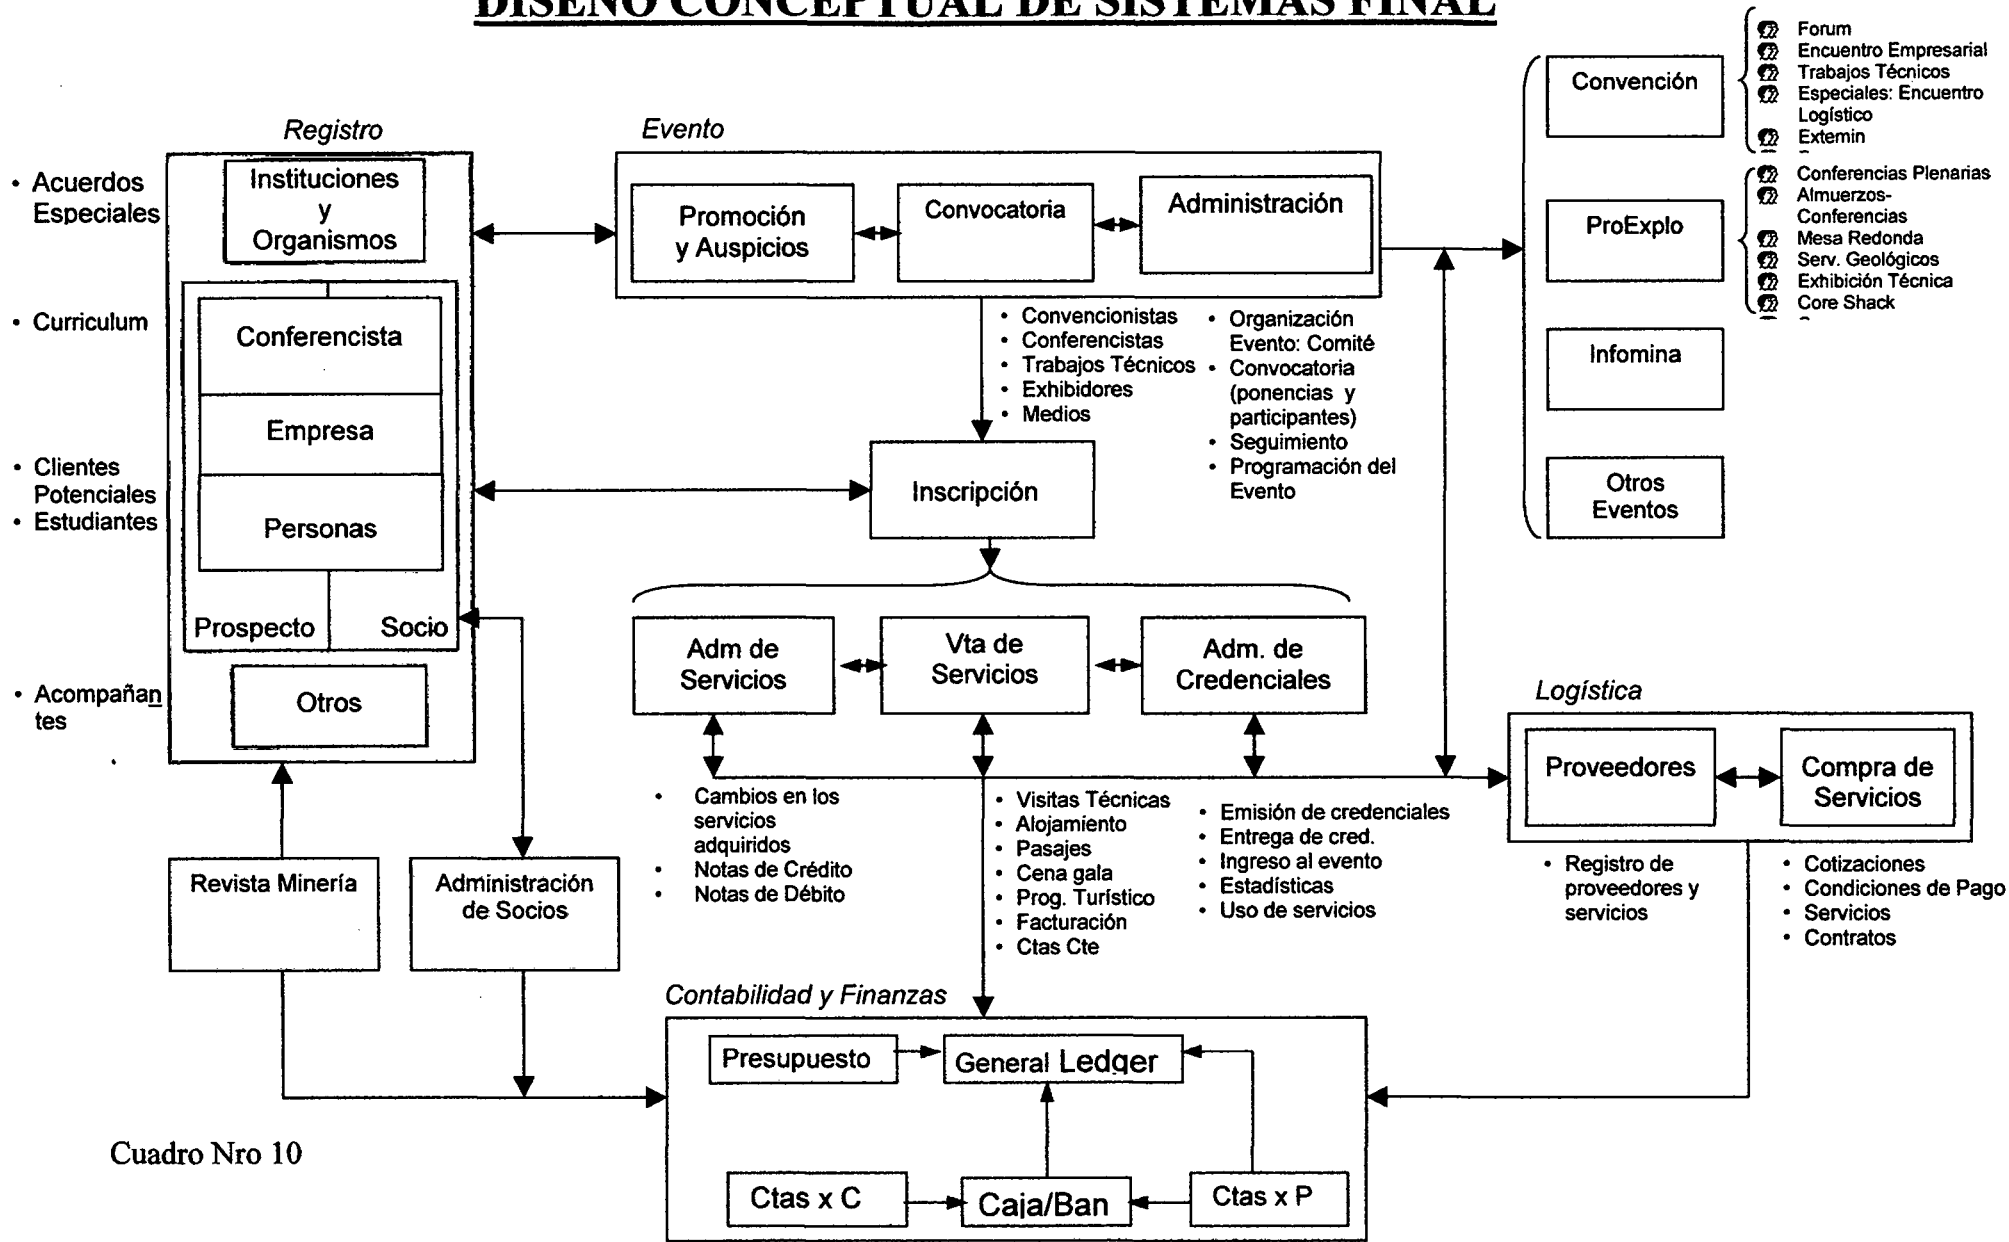 DISEÑO CONCEPTUAL DE SISTEMAS FINAL
Registro
• Acuerdos
Especiales
Instituciones
y
Organismos
• Curriculum
Conferencista
Empresa
• Clientes
Potenciales
• Estudiantes
Personas
Prospecto
Socio
• Acompañan
tes
Otros
Evento
Promoción
y Auspicios
Convocatoria
Administración
• Convencionistas
• Conferencistas
• Trabajos Técnicos
• Exhibidores
• Medios
• Organización
Evento: Comité
• Convocatoria
(ponencias y
participantes)
• Seguimiento
• Programación del
Evento
Convención
Forum
Encuentro Empresarial
Trabajos Técnicos
Especiales: Encuentro
Logístico
Extemin
ProExplo
Conferencias Plenarias
Almuerzos-
Conferencias
Mesa Redonda
Serv. Geológicos
Exhibición Técnica
Core Shack
Infomina
Otros
Eventos
Inscripción
Adm de
Servicios
Vta de
Servicios
Adm. de
Credenciales
• Cambios en los
servicios
adquiridos
• Notas de Crédito
• Notas de Débito
• Visitas Técnicas
• Alojamiento
• Pasajes
• Cena gala
• Prog. Turístico
• Facturación
• Ctas Cte
• Emisión de credenciales
• Entrega de cred.
• Ingreso al evento
• Estadísticas
• Uso de servicios
Logística
Proveedores
Compra de
Servicios
• Registro de
proveedores y
servicios
• Cotizaciones
• Condiciones de Pago
• Servicios
• Contratos
Revista Minería
Administración
de Socios
Contabilidad y Finanzas
Presupuesto
General Ledger
Ctas x C
Caja/Ban
Ctas x P
Cuadro Nro 10